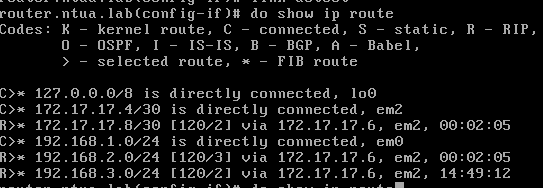 router.ntua.lab(config-if)# do show ip route
Codes: K - kernel route, C - connected, S - static, R - RIP,
O - OSPF, I - IS-IS, B - BGP, A - Babel,
> - selected route, * - FIB route
C>* 127.0.0.0/8 is directly connected, lo0
C>* 172.17.17.4/30 is directly connected, em2
R>* 172.17.17.8/30 [120/2] via 172.17.17.6, em2, 00:02:05
C>* 192.168.1.0/24 is directly connected, em0
R>* 192.168.2.0/24 [120/3] via 172.17.17.6, em2, 00:02:05
R>* 192.168.3.0/24 [120/2] via 172.17.17.6, em2, 14:49:12
router.ntua.lab(config-if)# do show ip route